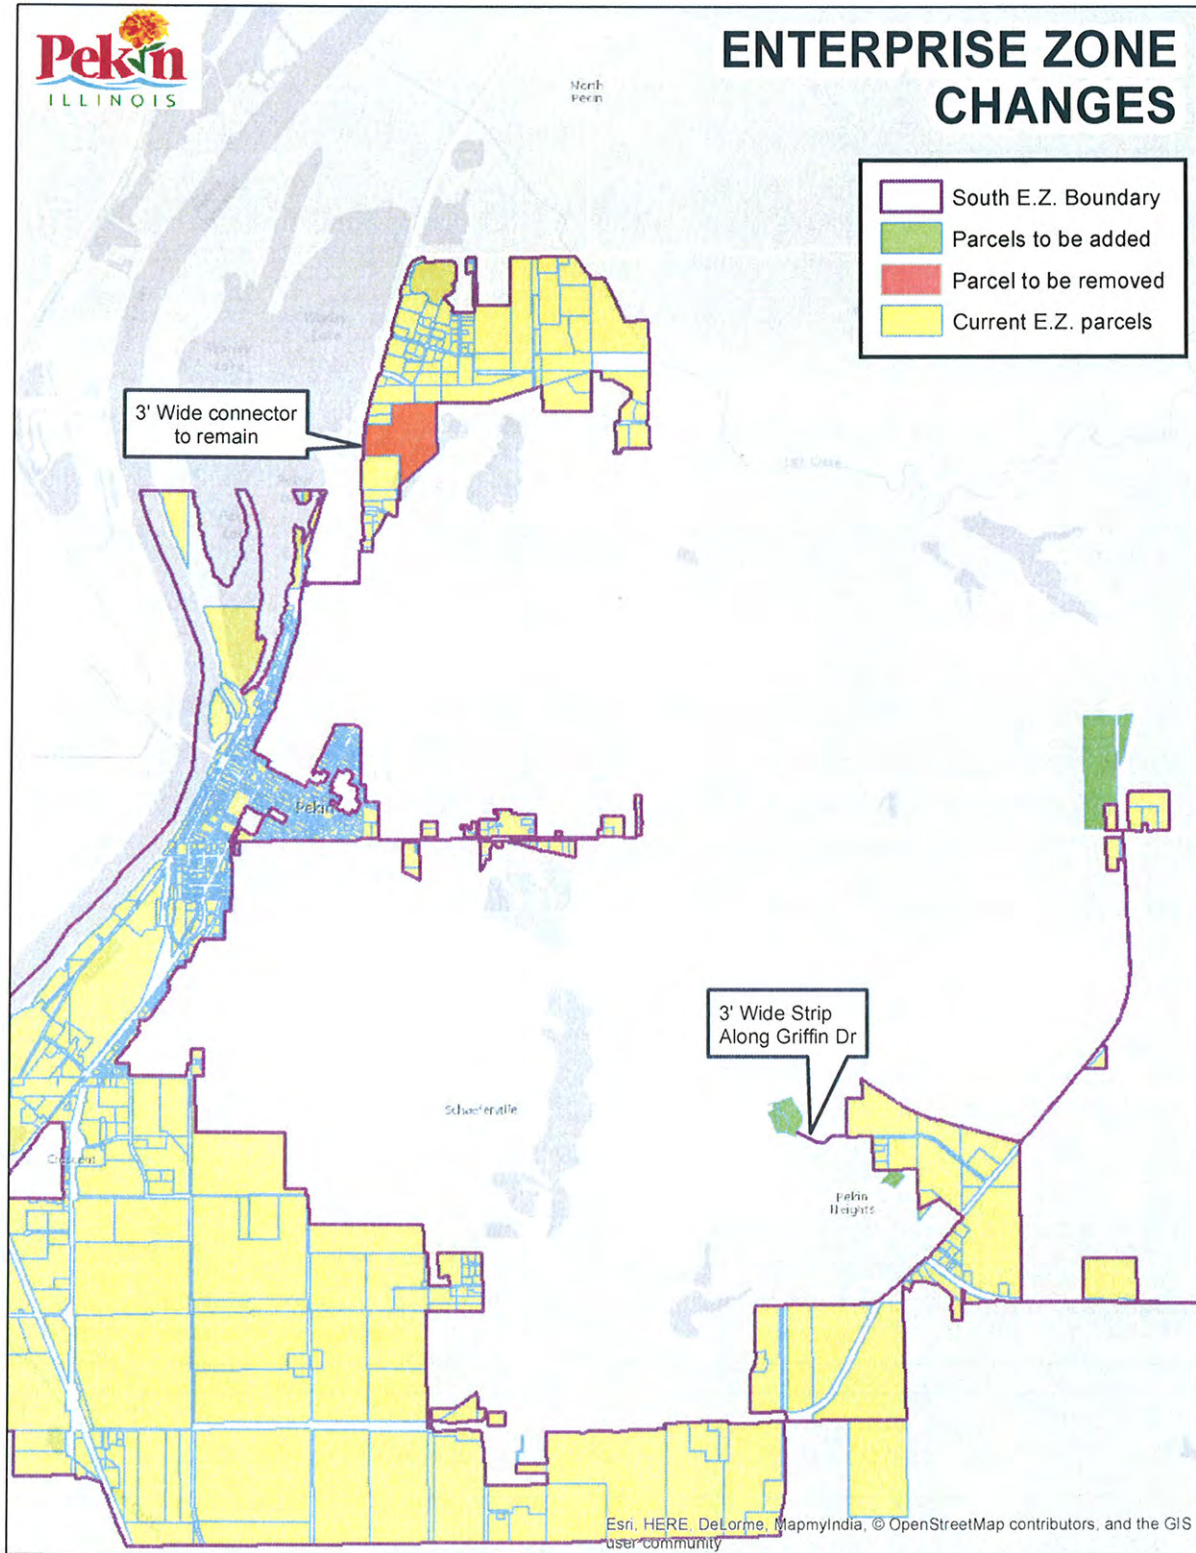 Pekin
ILLINOIS
ENTERPRISE ZONE
CHANGES
North
Pekin
South E.Z. Boundary
Parcels to be added
Parcel to be removed
Current E.Z. parcels
3' Wide connector
to remain
Pekin
3' Wide Strip
Along Griffin Dr
Schaeferville
Crescent
Pekin
Heights
Esri, HERE, DeLorme, MapmyIndia, © OpenStreetMap contributors, and the GIS
user community